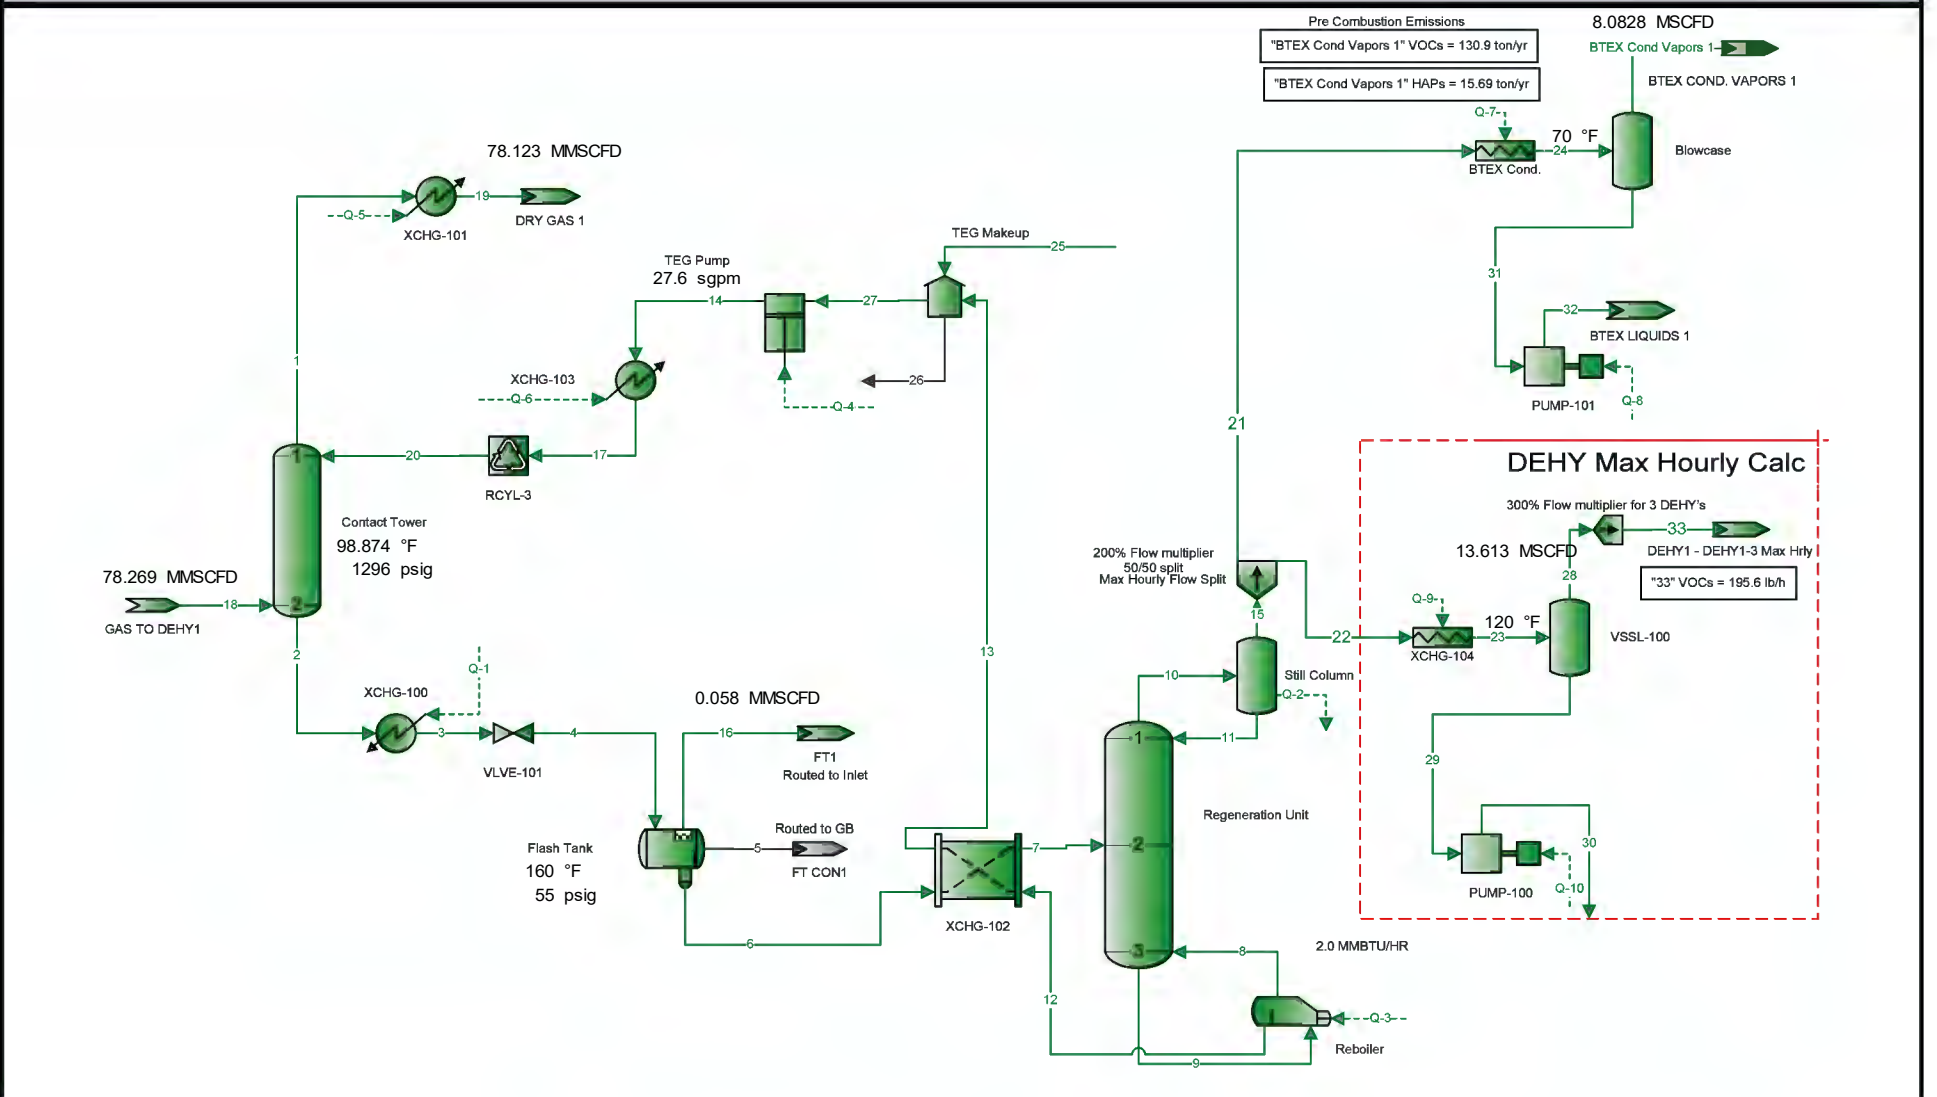 Pre Combustion Emissions
"BTEX Cond Vapors 1" VOCs = 130.9 ton/yr
"BTEX Cond Vapors 1" HAPs = 15.69 ton/yr
8.0828 MSCFD
BTEX Cond Vapors 1
BTEX COND. VAPORS 1
Q-7
70 °F
24
BTEX Cond.
Blowcase
78.123 MMSCFD
19
Q-5
DRY GAS 1
XCHG-101
TEG Makeup
25
TEG Pump
27.6 sgpm
14
27
31
32
BTEX LIQUIDS 1
1
XCHG-103
Q-6
26
Q-4
PUMP-101
Q-8
21
1
20
17
RCYL-3
DEHY Max Hourly Calc
300% Flow multiplier for 3 DEHY's
33
13.613 MSCFD
DEHY1 - DEHY1-3 Max Hrly
28
"33" VOCs = 195.6 lb/h
Contact Tower
98.874 °F
1296 psig
200% Flow multiplier
50/50 split
Max Hourly Flow Split
78.269 MMSCFD
18
2
GAS TO DEHY1
15
Q-9
120 °F
22
23
XCHG-104
VSSL-100
2
Q-1
13
10
Still Column
Q-2
XCHG-100
0.058 MMSCFD
3
4
16
1
11
FT1
Routed to Inlet
VLVE-101
29
Routed to GB
Regeneration Unit
Flash Tank
5
7
2
30
160 °F
FT CON1
55 psig
Q-10
PUMP-100
XCHG-102
6
3
8
2.0 MMBTU/HR
12
Q-3
Reboiler
9